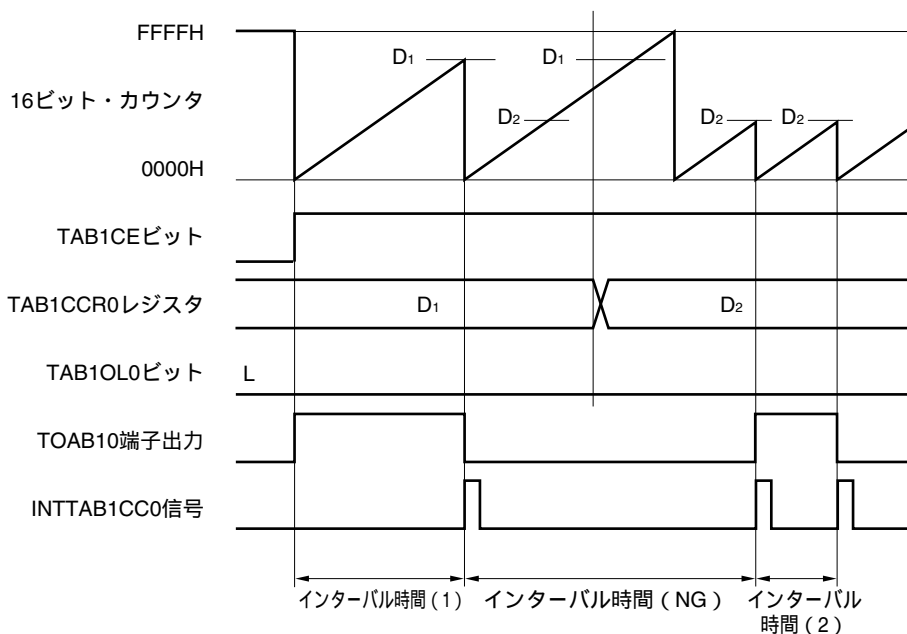 FFFFH
D1
D1
16ビット・カウンタ
D2
D2
D2
0000H
TAB1CEビット
TAB1CCR0レジスタ
D1
D2
TAB1OL0ビット
L
TOAB10端子出力
INTTAB1CC0信号
インターバル時間（1）
インターバル時間（NG）
インターバル
時間（2）